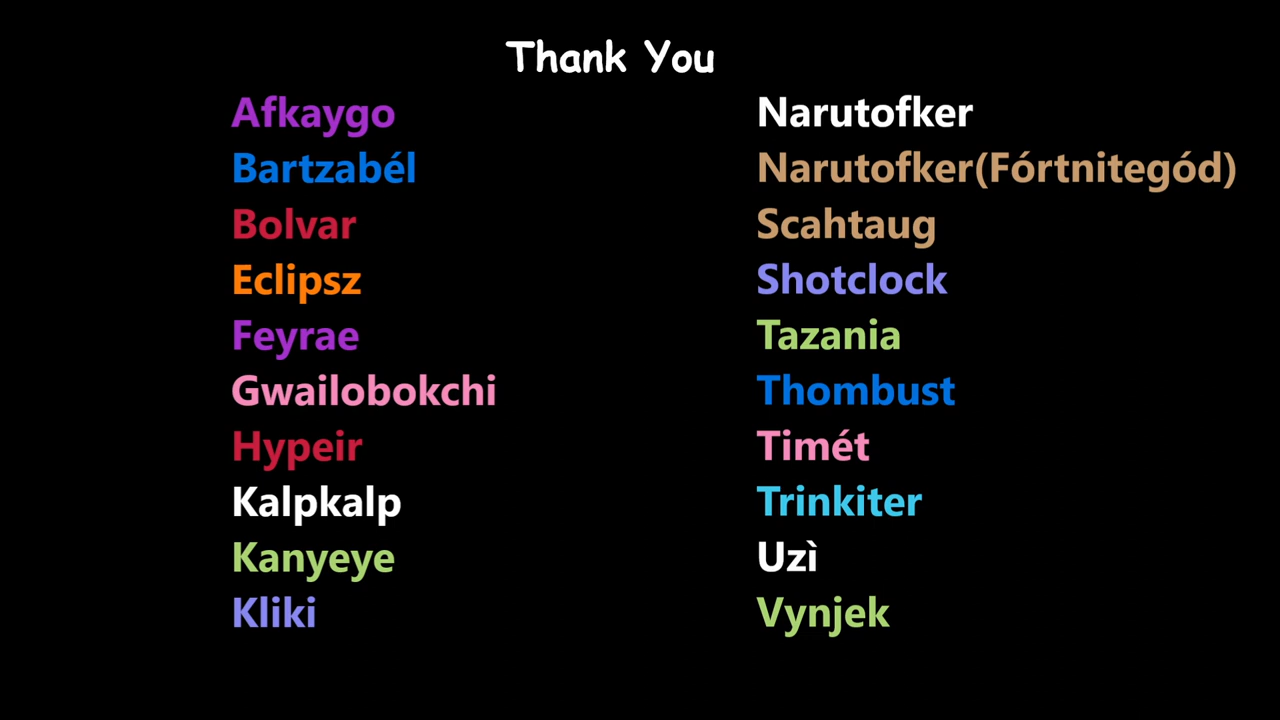 Thank You
Afkaygo
Bartzabél
Bolvar
Eclipsz
Feyrae
Gwailobokchi
Hypeir
Kalpkalp
Kanyeye
Kliki
Narutofker
Narutofker(Fórtnitegód)
Scahtaug
Shotclock
Tazania
Thombust
Timét
Trinkiter
Uzì
Vynjek